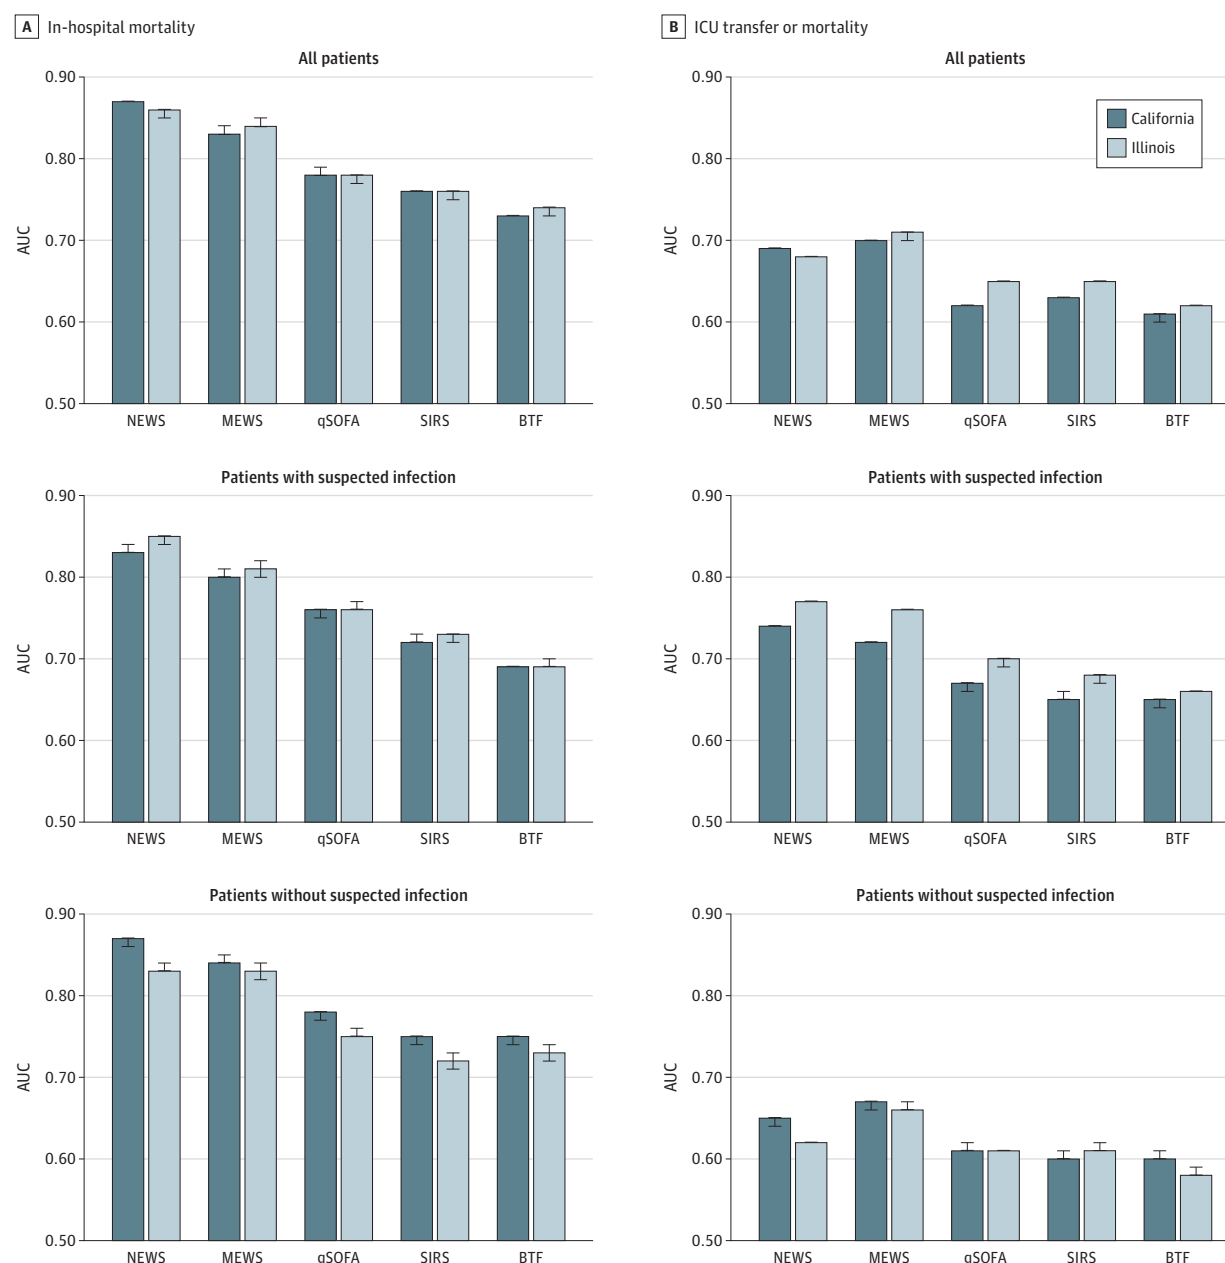 A In-hospital mortality
All patients
0.90
0.80
0.70
0.60
0.50
AUC
NEWS MEWS qSOFA SIRS BTF
Patients with suspected infection
0.90
0.80
0.70
0.60
0.50
AUC
NEWS MEWS qSOFA SIRS BTF
Patients without suspected infection
0.90
0.80
0.70
0.60
0.50
AUC
NEWS MEWS qSOFA SIRS BTF
B ICU transfer or mortality
All patients
California
Illinois
0.90
0.80
0.70
0.60
0.50
AUC
NEWS MEWS qSOFA SIRS BTF
Patients with suspected infection
0.90
0.80
0.70
0.60
0.50
AUC
NEWS MEWS qSOFA SIRS BTF
Patients without suspected infection
0.90
0.80
0.70
0.60
0.50
AUC
NEWS MEWS qSOFA SIRS BTF